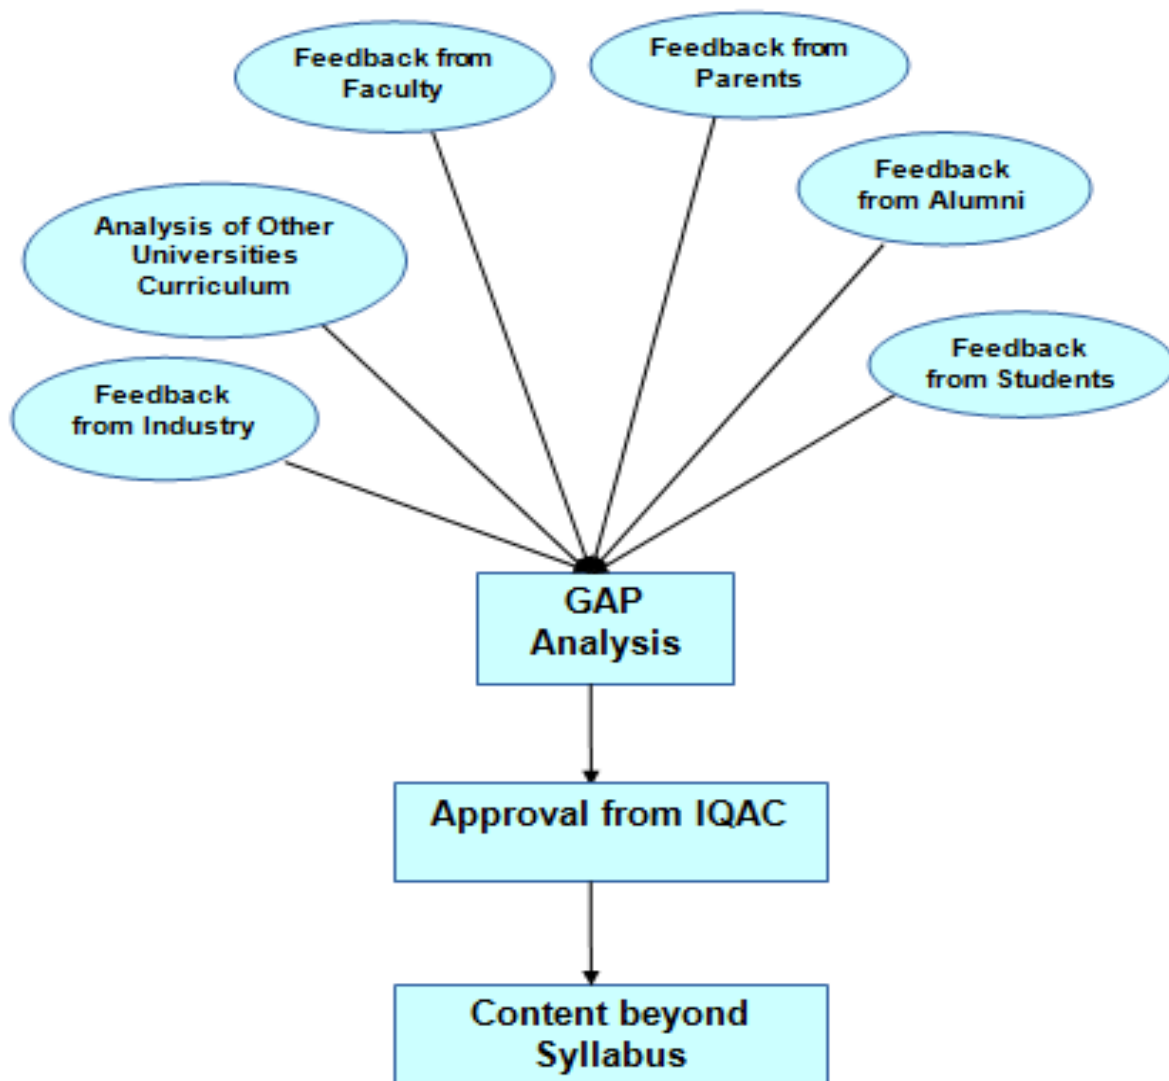 Feedback from
Faculty
Feedback from
Parents
Feedback
from Alumni
Analysis of Other
Universities
Curriculum
Feedback
from Students
Feedback
from Industry
GAP
Analysis
Approval from IQAC
Content beyond
Syllabus